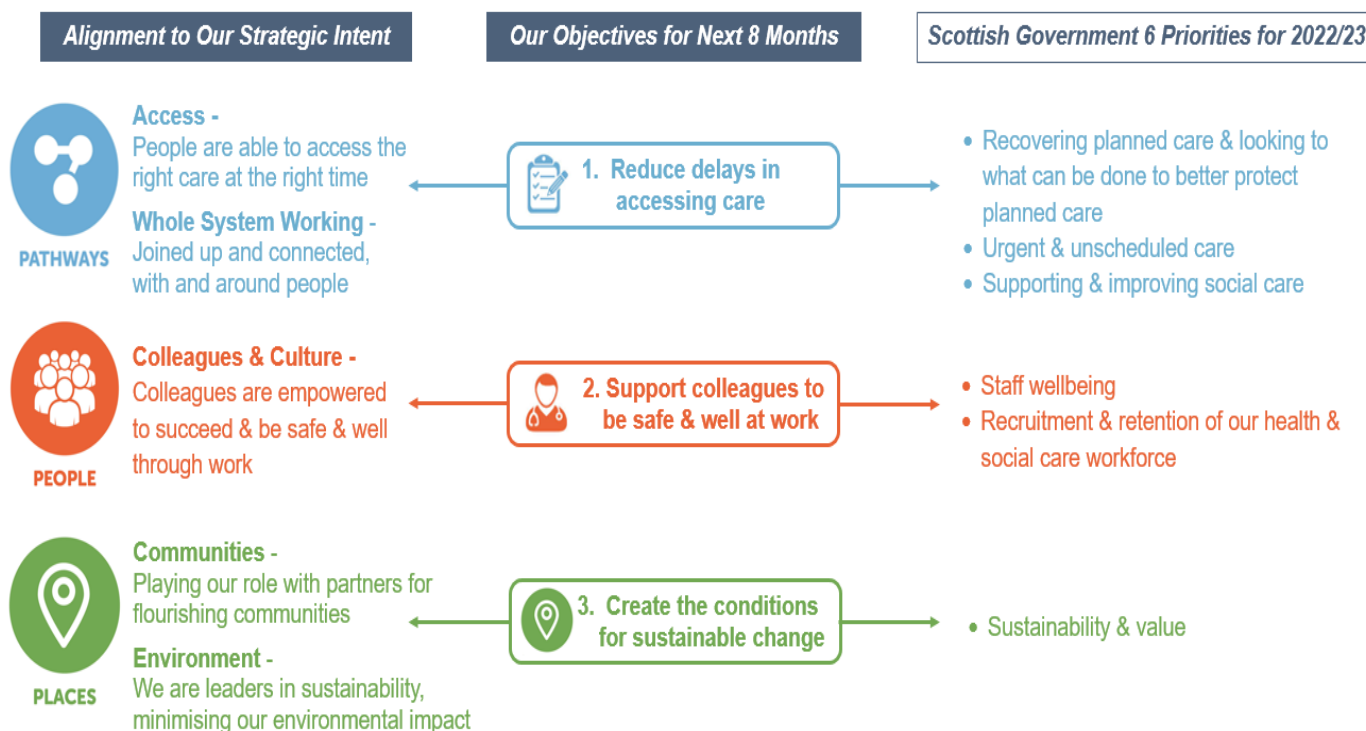 Alignment to Our Strategic Intent
Our Objectives for Next 8 Months
Scottish Government 6 Priorities for 2022/23
PATHWAYS
Access -
People are able to access the
right care at the right time
Whole System Working -
Joined up and connected,
with and around people
1. Reduce delays in
accessing care
• Recovering planned care & looking to
what can be done to better protect
planned care
• Urgent & unscheduled care
• Supporting & improving social care
PEOPLE
Colleagues & Culture -
Colleagues are empowered
to succeed & be safe & well
through work
2. Support colleagues to
be safe & well at work
• Staff wellbeing
• Recruitment & retention of our health &
social care workforce
PLACES
Communities -
Playing our role with partners for
flourishing communities
Environment -
We are leaders in sustainability,
minimising our environmental impact
3. Create the conditions
for sustainable change
• Sustainability & value